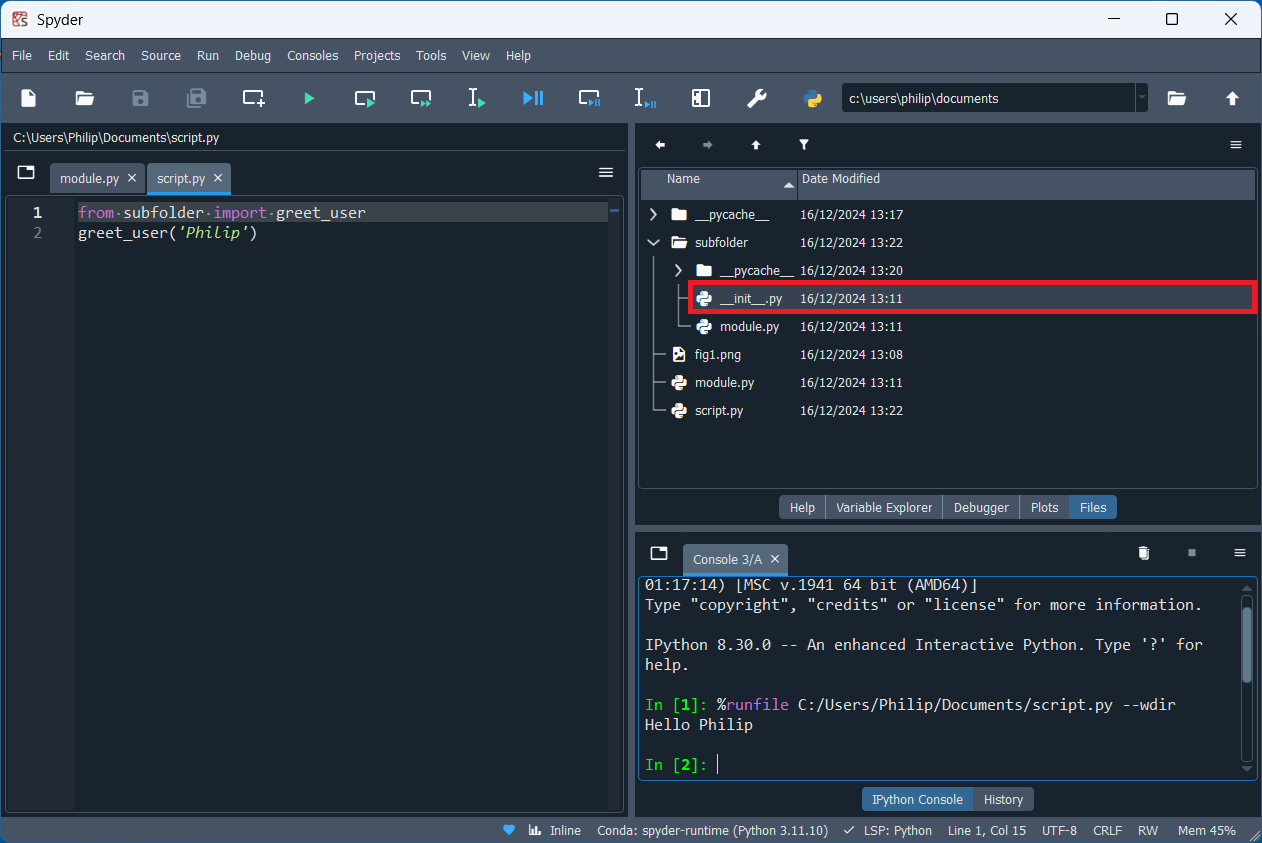 Spyder
File Edit Search Source Run Debug Consoles Projects Tools View Help
c:\users\philip\documents
C:\Users\Philip\Documents\script.py
module.py script.py
1 from subfolder import greet_user
2 greet_user('Philip')
Name Date Modified
__pycache__ 16/12/2024 13:17
subfolder 16/12/2024 13:22
__pycache__ 16/12/2024 13:20
__init__.py 16/12/2024 13:11
module.py 16/12/2024 13:11
fig1.png 16/12/2024 13:08
module.py 16/12/2024 13:11
script.py 16/12/2024 13:22
Help Variable Explorer Debugger Plots Files
Console 3/A
01:17:14) [MSC v.1941 64 bit (AMD64)]
Type "copyright", "credits" or "license" for more information.
IPython 8.30.0 -- An enhanced Interactive Python. Type '?' for
help.
In [1]: %runfile C:/Users/Philip/Documents/script.py --wdir
Hello Philip
In [2]:
IPython Console History
Inline Conda: spyder-runtime (Python 3.11.10) LSP: Python Line 1, Col 15 UTF-8 CRLF RW Mem 45%